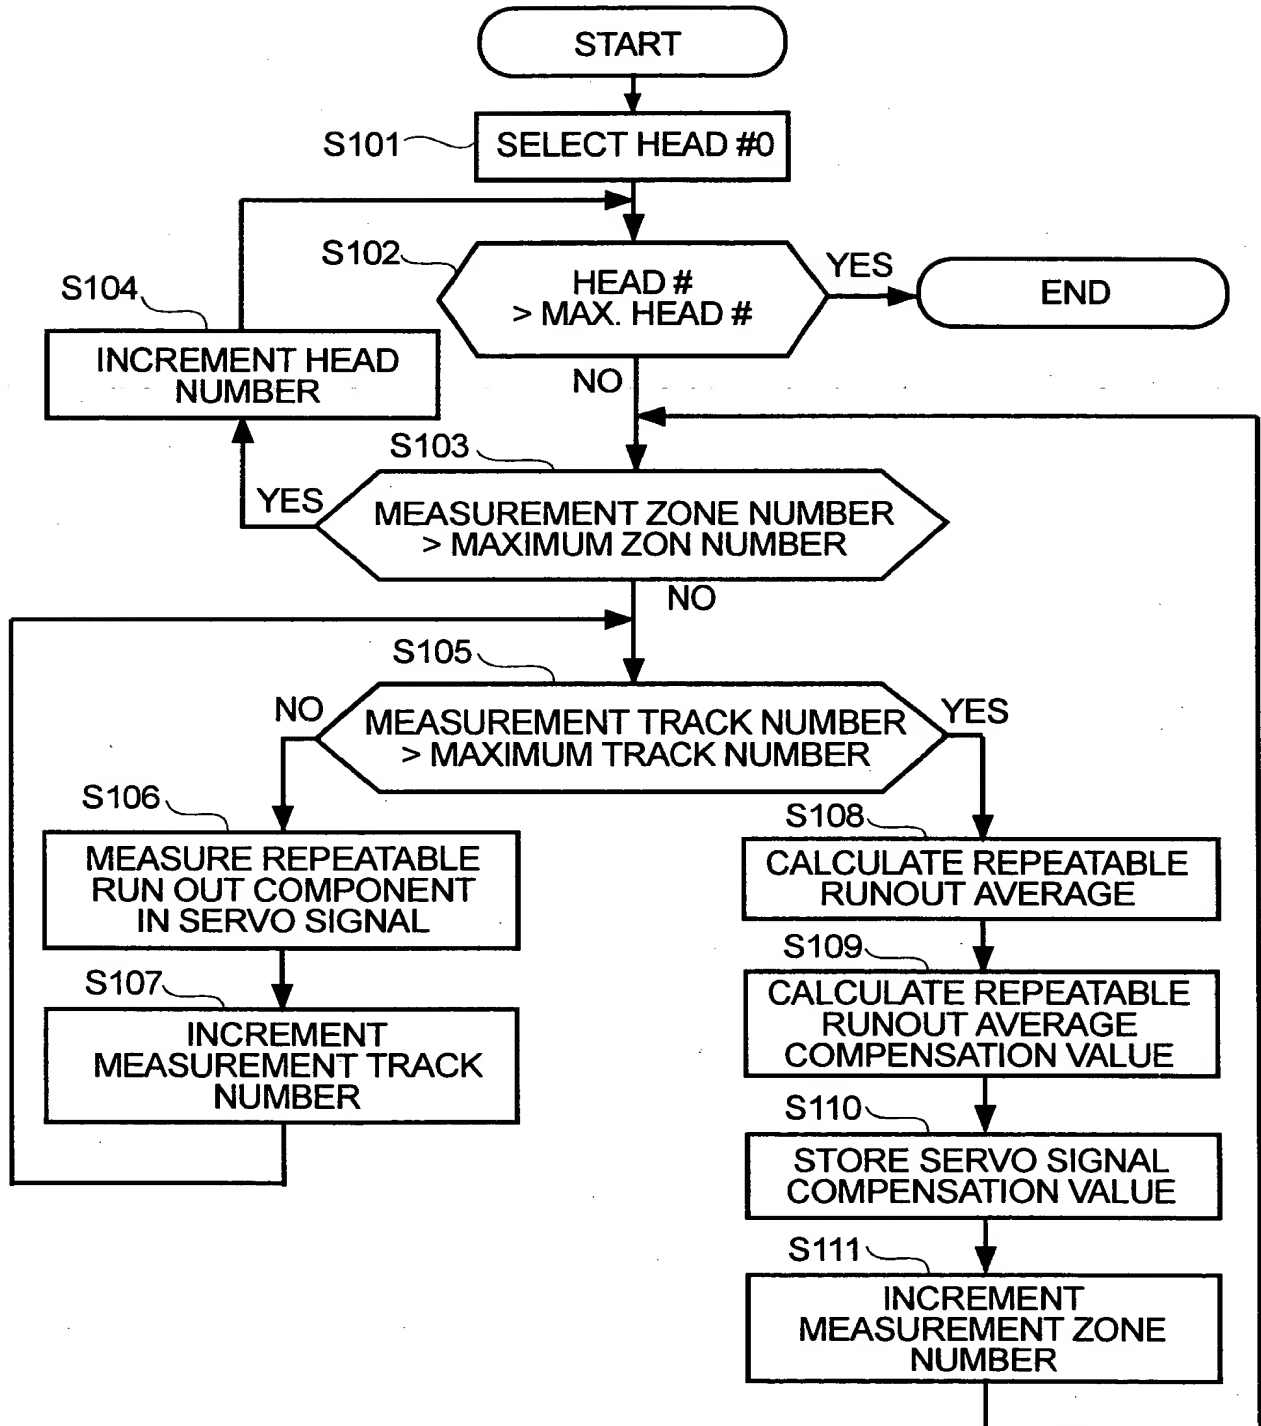 START
S101
SELECT HEAD #0
S102
HEAD #
> MAX. HEAD #
YES
END
S104
INCREMENT HEAD
NUMBER
NO
S103
YES
MEASUREMENT ZONE NUMBER
> MAXIMUM ZON NUMBER
NO
S105
NO
MEASUREMENT TRACK NUMBER
> MAXIMUM TRACK NUMBER
YES
S106
MEASURE REPEATABLE
RUN OUT COMPONENT
IN SERVO SIGNAL
S107
INCREMENT
MEASUREMENT TRACK
NUMBER
S108
CALCULATE REPEATABLE
RUNOUT AVERAGE
S109
CALCULATE REPEATABLE
RUNOUT AVERAGE
COMPENSATION VALUE
S110
STORE SERVO SIGNAL
COMPENSATION VALUE
S111
INCREMENT
MEASUREMENT ZONE
NUMBER